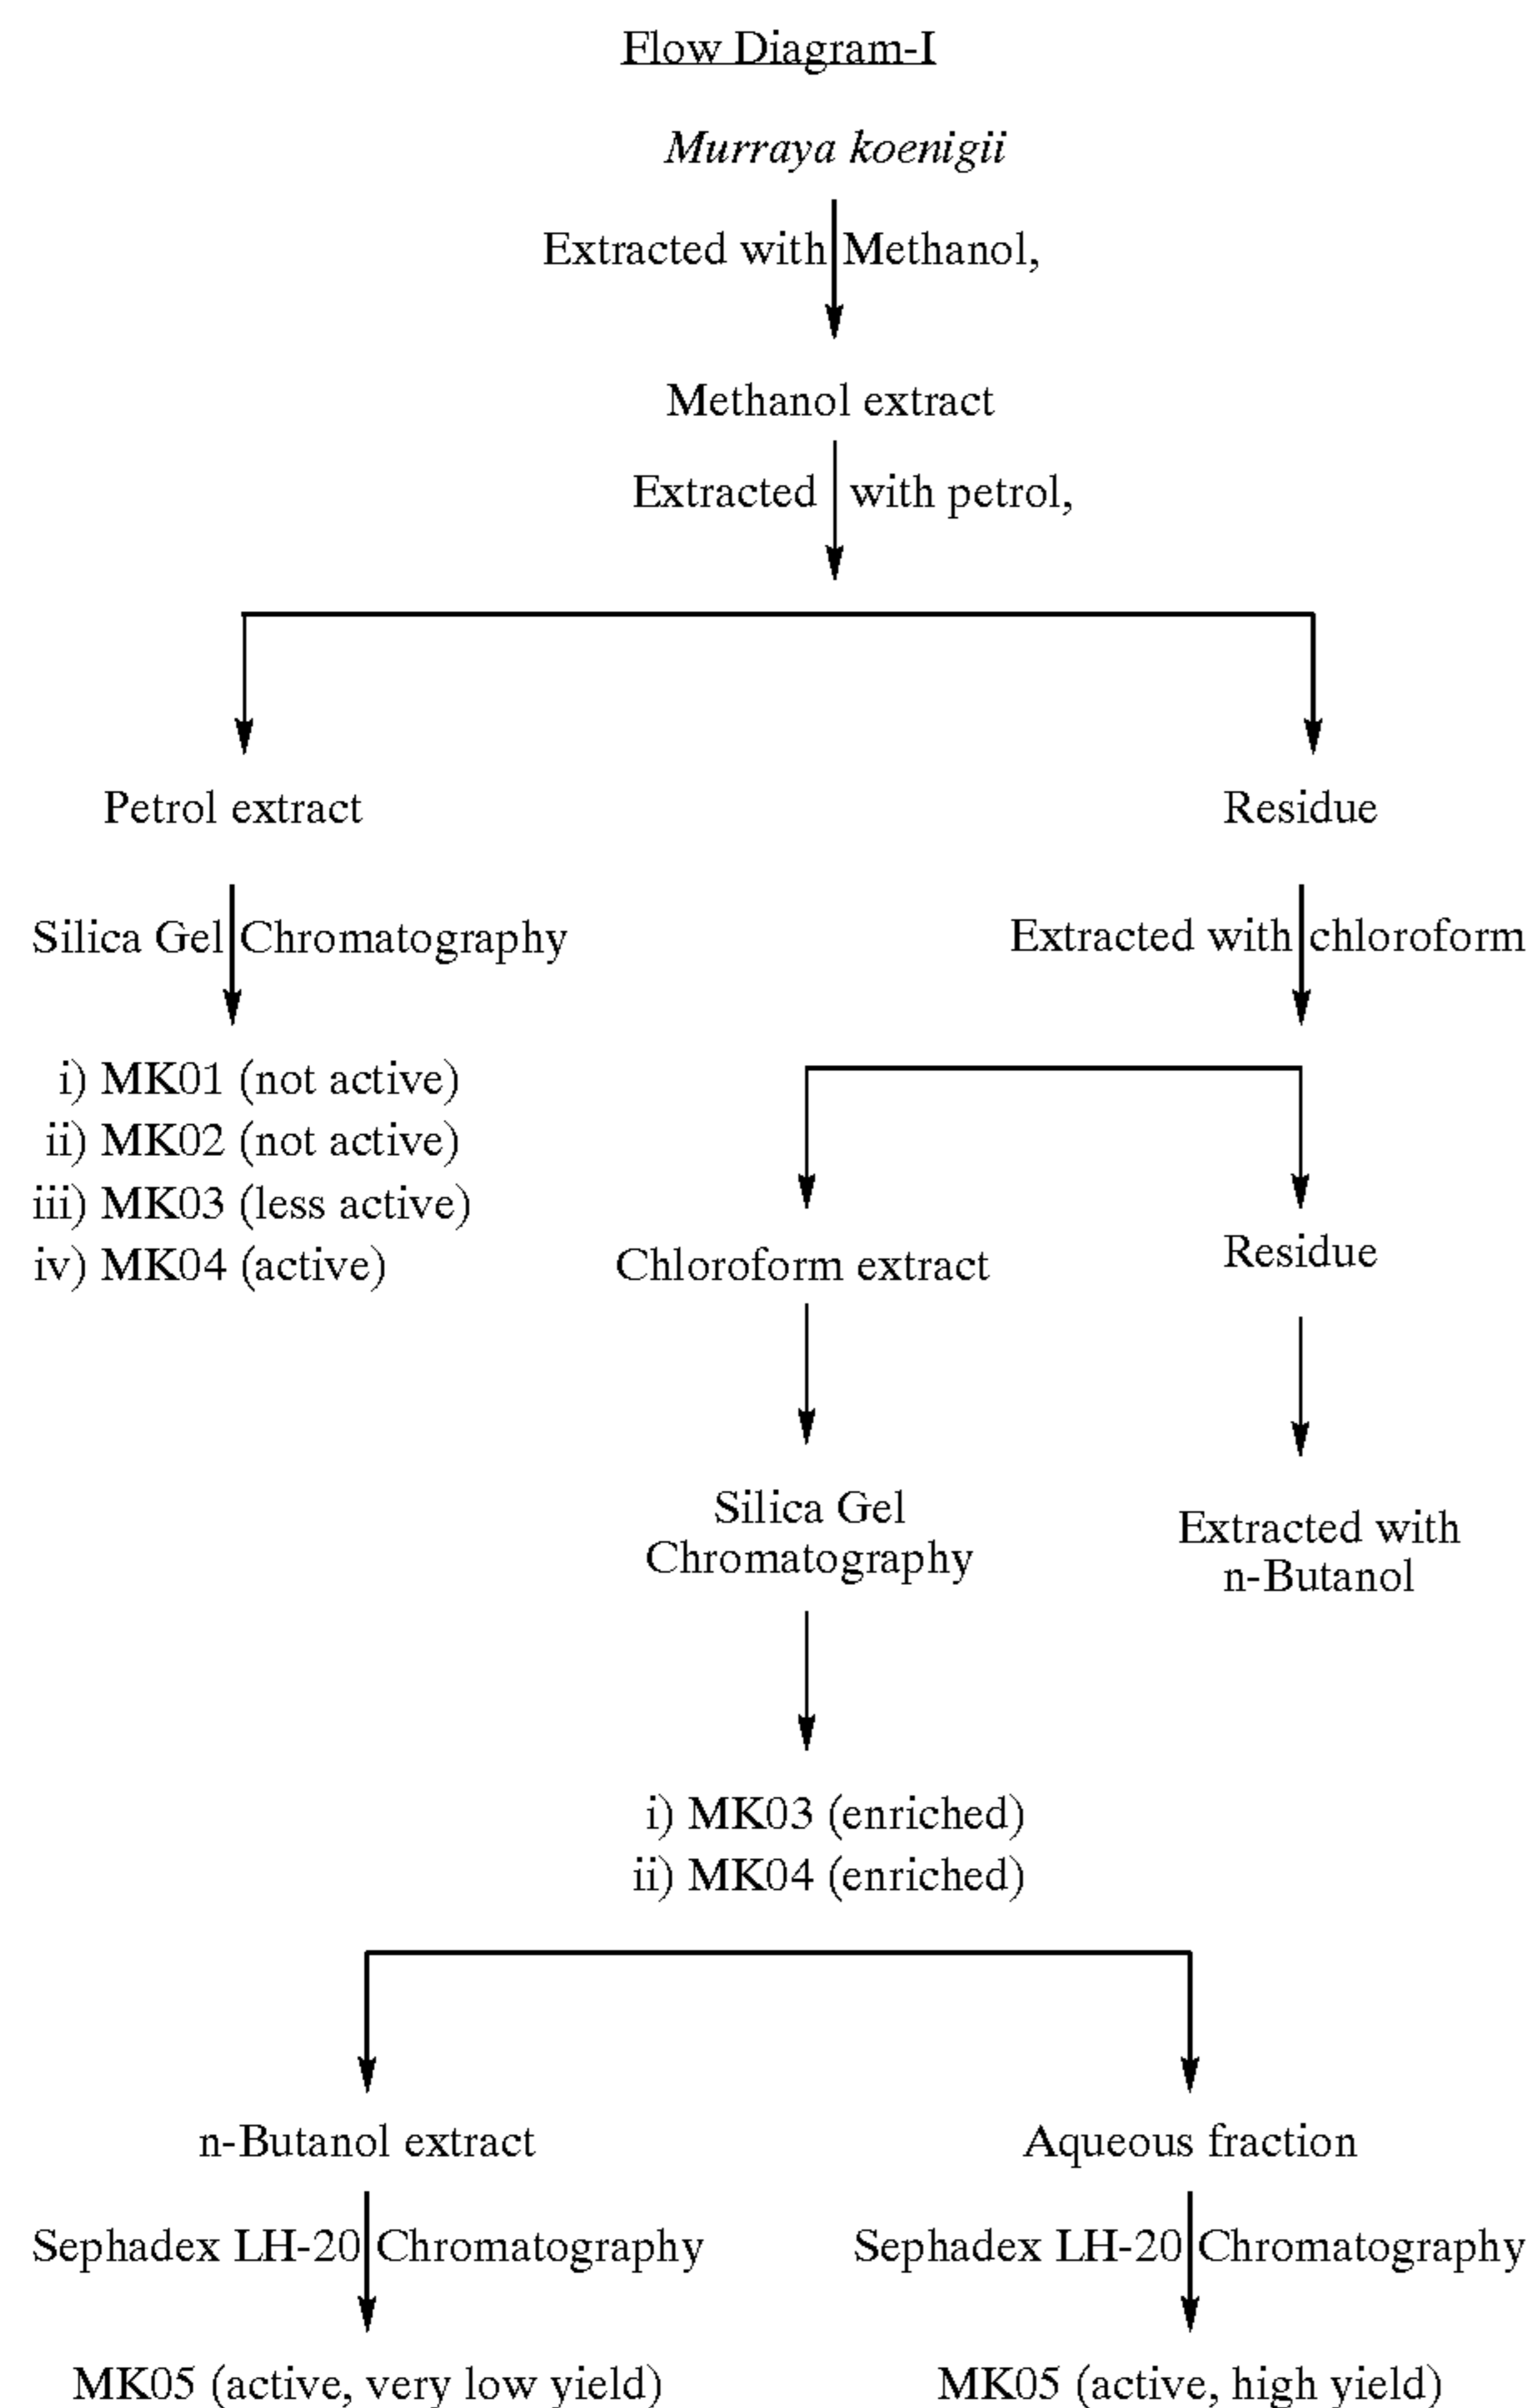 Flow Diagram-I
Murraya koenigii
Extracted with Methanol,
Methanol extract
Extracted with petrol,
Petrol extract
Residue
Silica Gel Chromatography
Extracted with chloroform
i) MK01 (not active)
ii) MK02 (not active)
iii) MK03 (less active)
iv) MK04 (active)
Chloroform extract
Residue
Silica Gel
Chromatography
Extracted with
n-Butanol
i) MK03 (enriched)
ii) MK04 (enriched)
n-Butanol extract
Aqueous fraction
Sephadex LH-20 Chromatography
Sephadex LH-20 Chromatography
MK05 (active, very low yield)
MK05 (active, high yield)